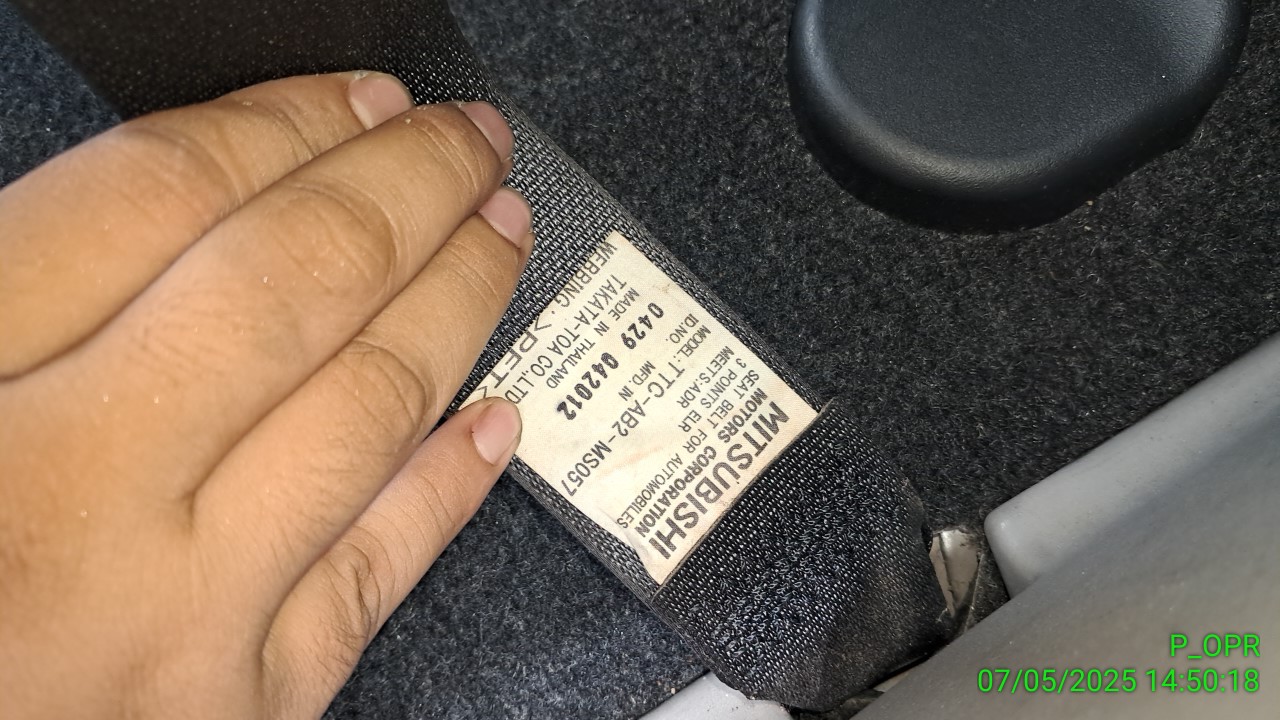 MITSUBISHI
MOTORS CORPORATION
SEAT BELT FOR AUTOMOBILES
3 POINTS ELR
MEETS:ADR
MODEL: TTC-AB2-MS057
ID.NO. MFD. IN
0429 042012
MADE IN THAILAND
TAKATA-TOA CO.,LTD.
WEBBING : >PET<
P_OPR
07/05/2025 14:50:18